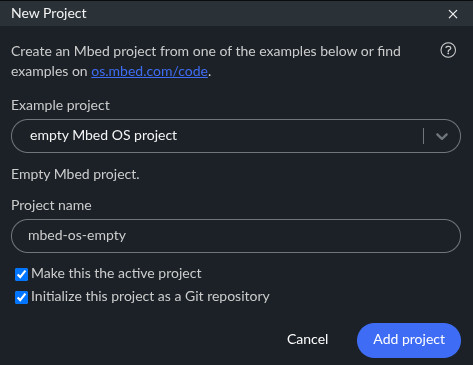 New Project
Create an Mbed project from one of the examples below or find
examples on os.mbed.com/code.
Example project
empty Mbed OS project
Empty Mbed project.
Project name
mbed-os-empty
Make this the active project
Initialize this project as a Git repository
Cancel
Add project